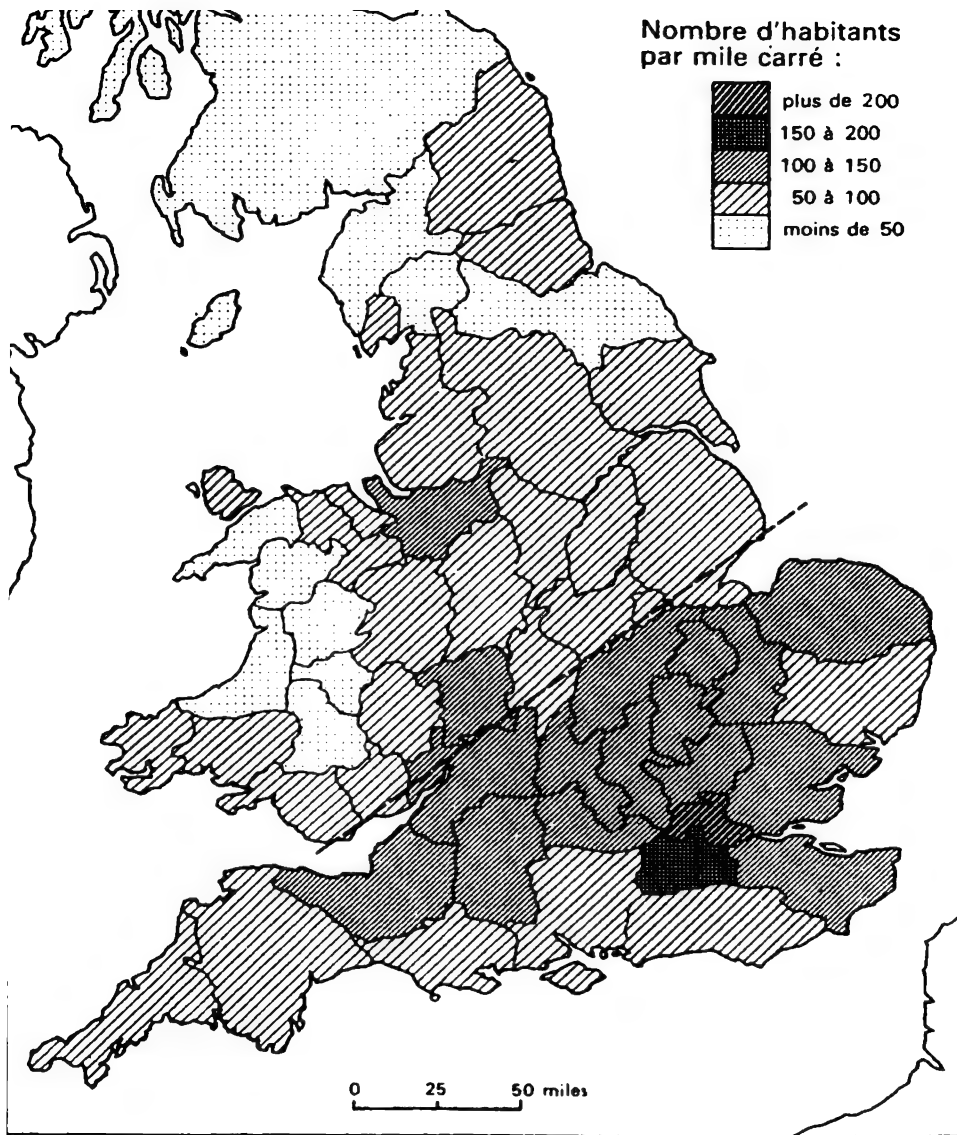 Nombre d'habitants
par mile carré :
plus de 200
150 à 200
100 à 150
50 à 100
moins de 50
0 25 50 miles